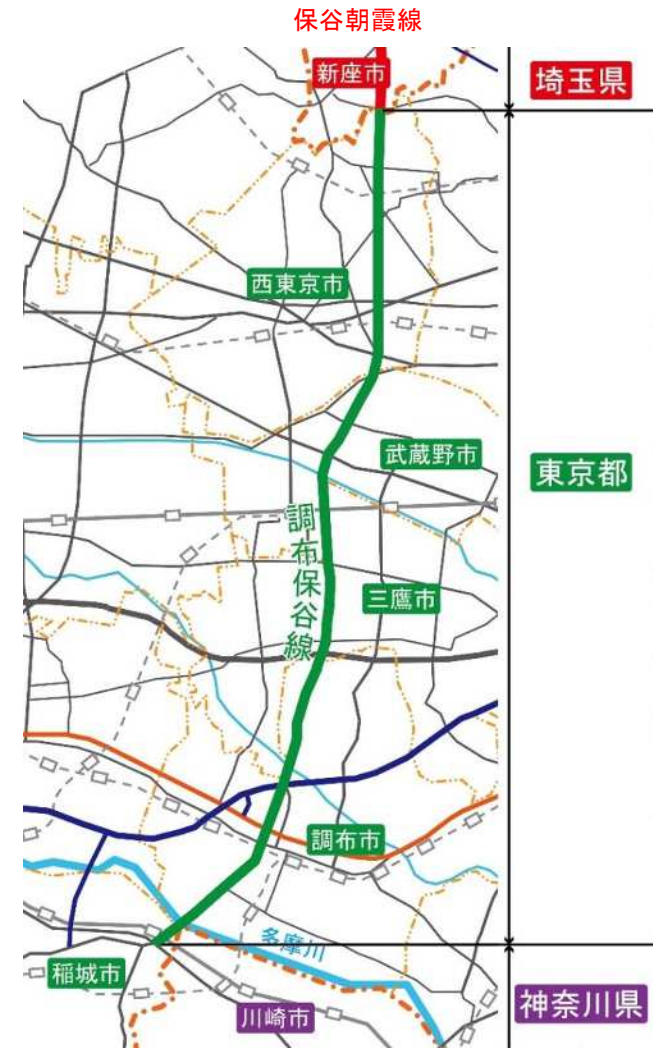 保谷朝霞線
新座市
埼玉県
西東京市
武蔵野市
東京都
調布保谷線
三鷹市
調布市
多摩川
稲城市
川崎市
神奈川県